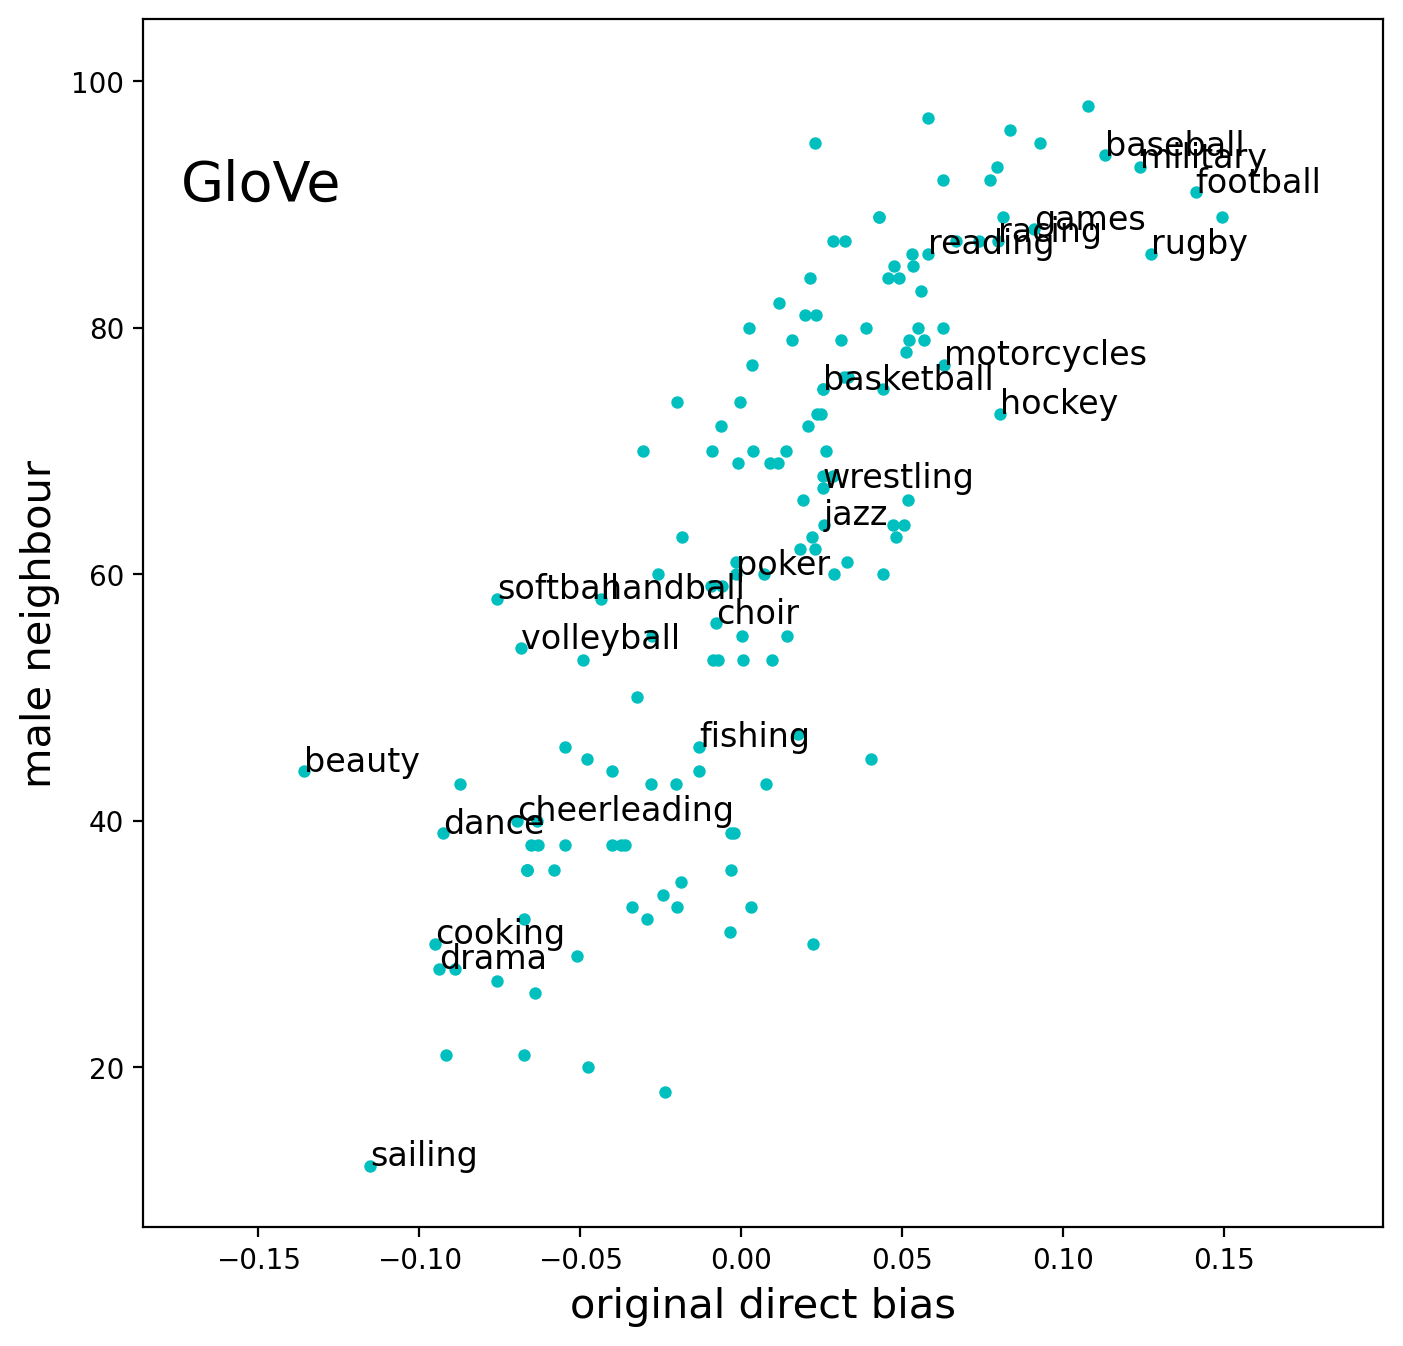 GloVe
baseball
military
football
games
racing
reading
rugby
motorcycles
basketball
hockey
wrestling
jazz
poker
softball
handball
choir
volleyball
fishing
beauty
cheerleading
dance
cooking
drama
sailing
100
80
60
40
20
−0.15
−0.10
−0.05
0.00
0.05
0.10
0.15
original direct bias
male neighbour